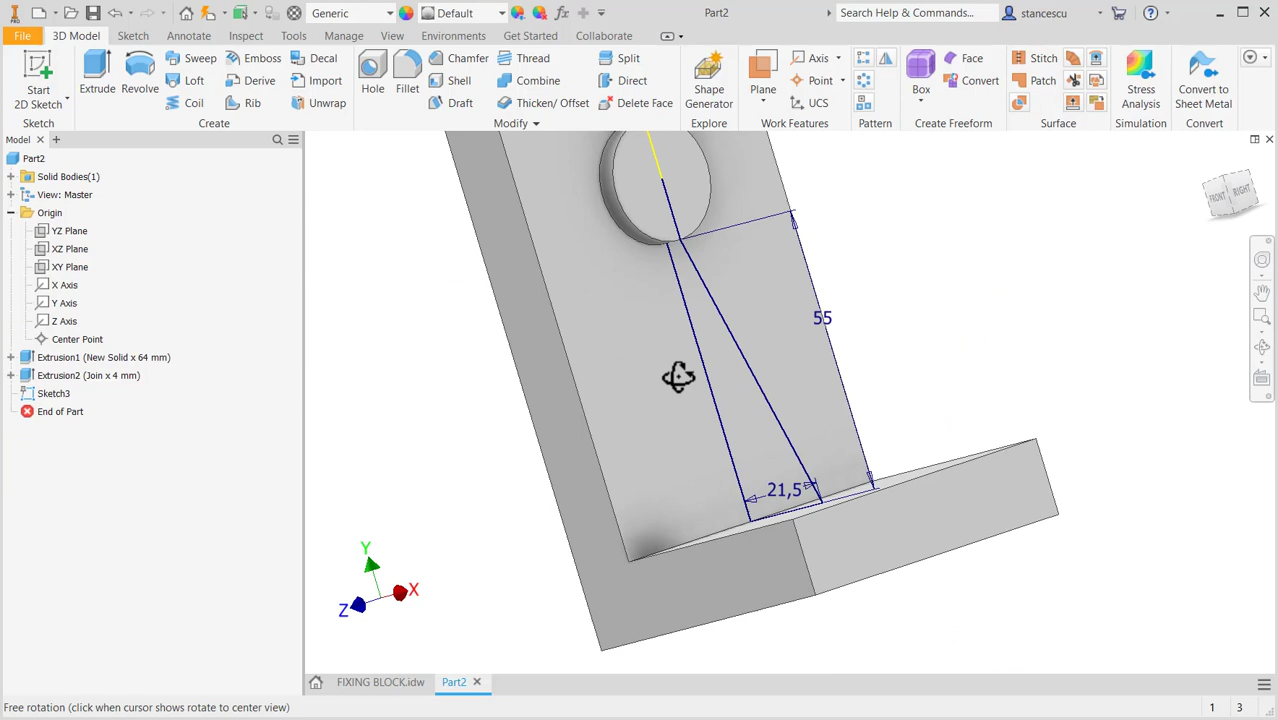 PRO
Generic
Default
fx
Part2
Search Help & Commands...
stancescu
File
3D Model
Sketch
Annotate
Inspect
Tools
Manage
View
Environments
Get Started
Collaborate
Start
2D Sketch
Sketch
Extrude
Revolve
Sweep
Loft
Coil
Emboss
Derive
Rib
Decal
Import
Unwrap
Create
Hole
Fillet
Chamfer
Shell
Draft
Thread
Combine
Thicken/ Offset
Split
Direct
Delete Face
Modify
Shape
Generator
Explore
Plane
Axis
Point
UCS
Work Features
Pattern
Box
Face
Convert
Create Freeform
Stitch
Patch
Surface
Stress
Analysis
Simulation
Convert to
Sheet Metal
Convert
Model
Part2
Solid Bodies(1)
View: Master
Origin
YZ Plane
XZ Plane
XY Plane
X Axis
Y Axis
Z Axis
Center Point
Extrusion1 (New Solid x 64 mm)
Extrusion2 (Join x 4 mm)
Sketch3
End of Part
FRONT
RIGHT
55
21,5
Y
X
Z
FIXING BLOCK.idw
Part2
Free rotation (click when cursor shows rotate to center view)
1
3